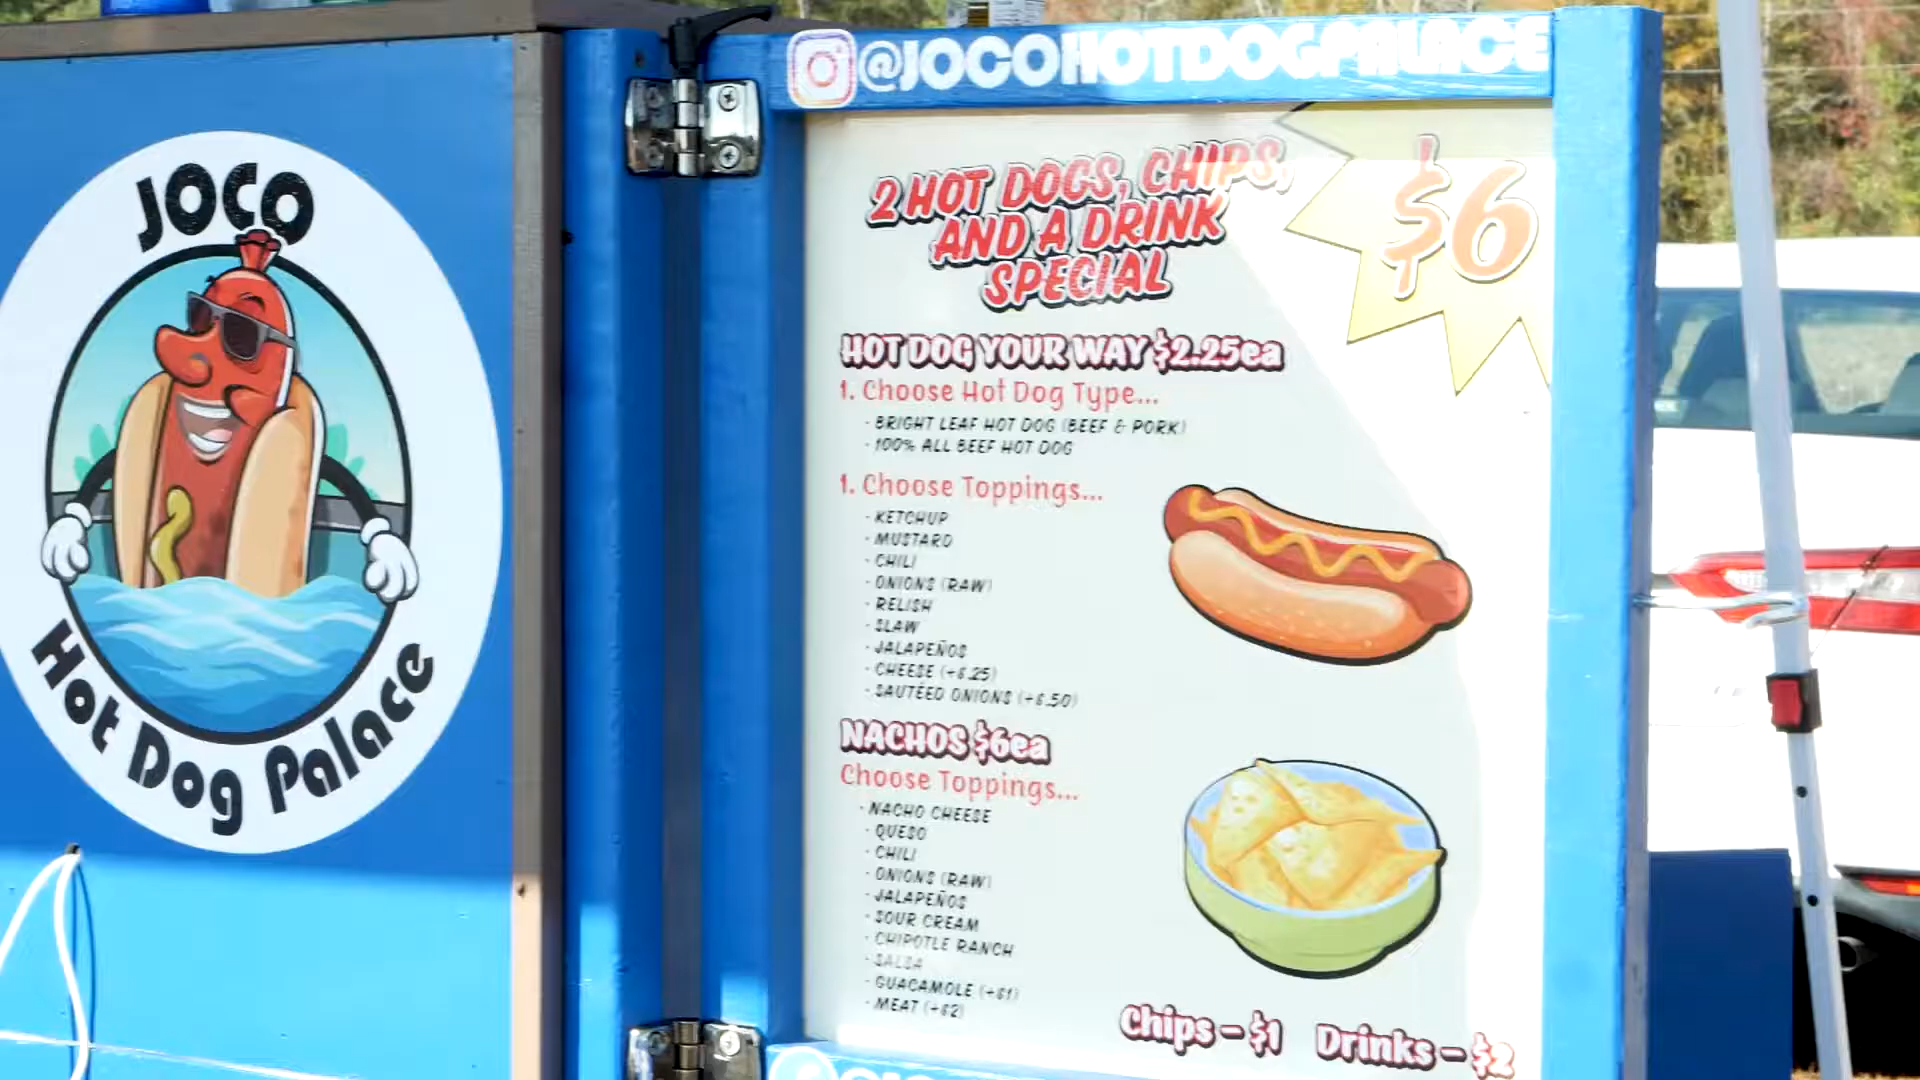 JOCO
Hot Dog Palace
@JOCOHOTDOGPALACE
2 HOT DOGS, CHIPS,
AND A DRINK
SPECIAL
$6
HOT DOG YOUR WAY $2.25ea
1. Choose Hot Dog Type...
- BRIGHT LEAF HOT DOG (BEEF & PORK)
- 100% ALL BEEF HOT DOG
1. Choose Toppings...
- KETCHUP
- MUSTARD
- CHILI
- ONIONS (RAW)
- RELISH
- SLAW
- JALAPEÑOS
- CHEESE (+$.25)
- SAUTÉED ONIONS (+$.50)
NACHOS $6ea
Choose Toppings...
- NACHO CHEESE
- QUESO
- CHILI
- ONIONS (RAW)
- JALAPEÑOS
- SOUR CREAM
- CHIPOTLE RANCH
- SALSA
- GUACAMOLE (+$1)
- MEAT (+$2)
Chips - $1 Drinks - $2